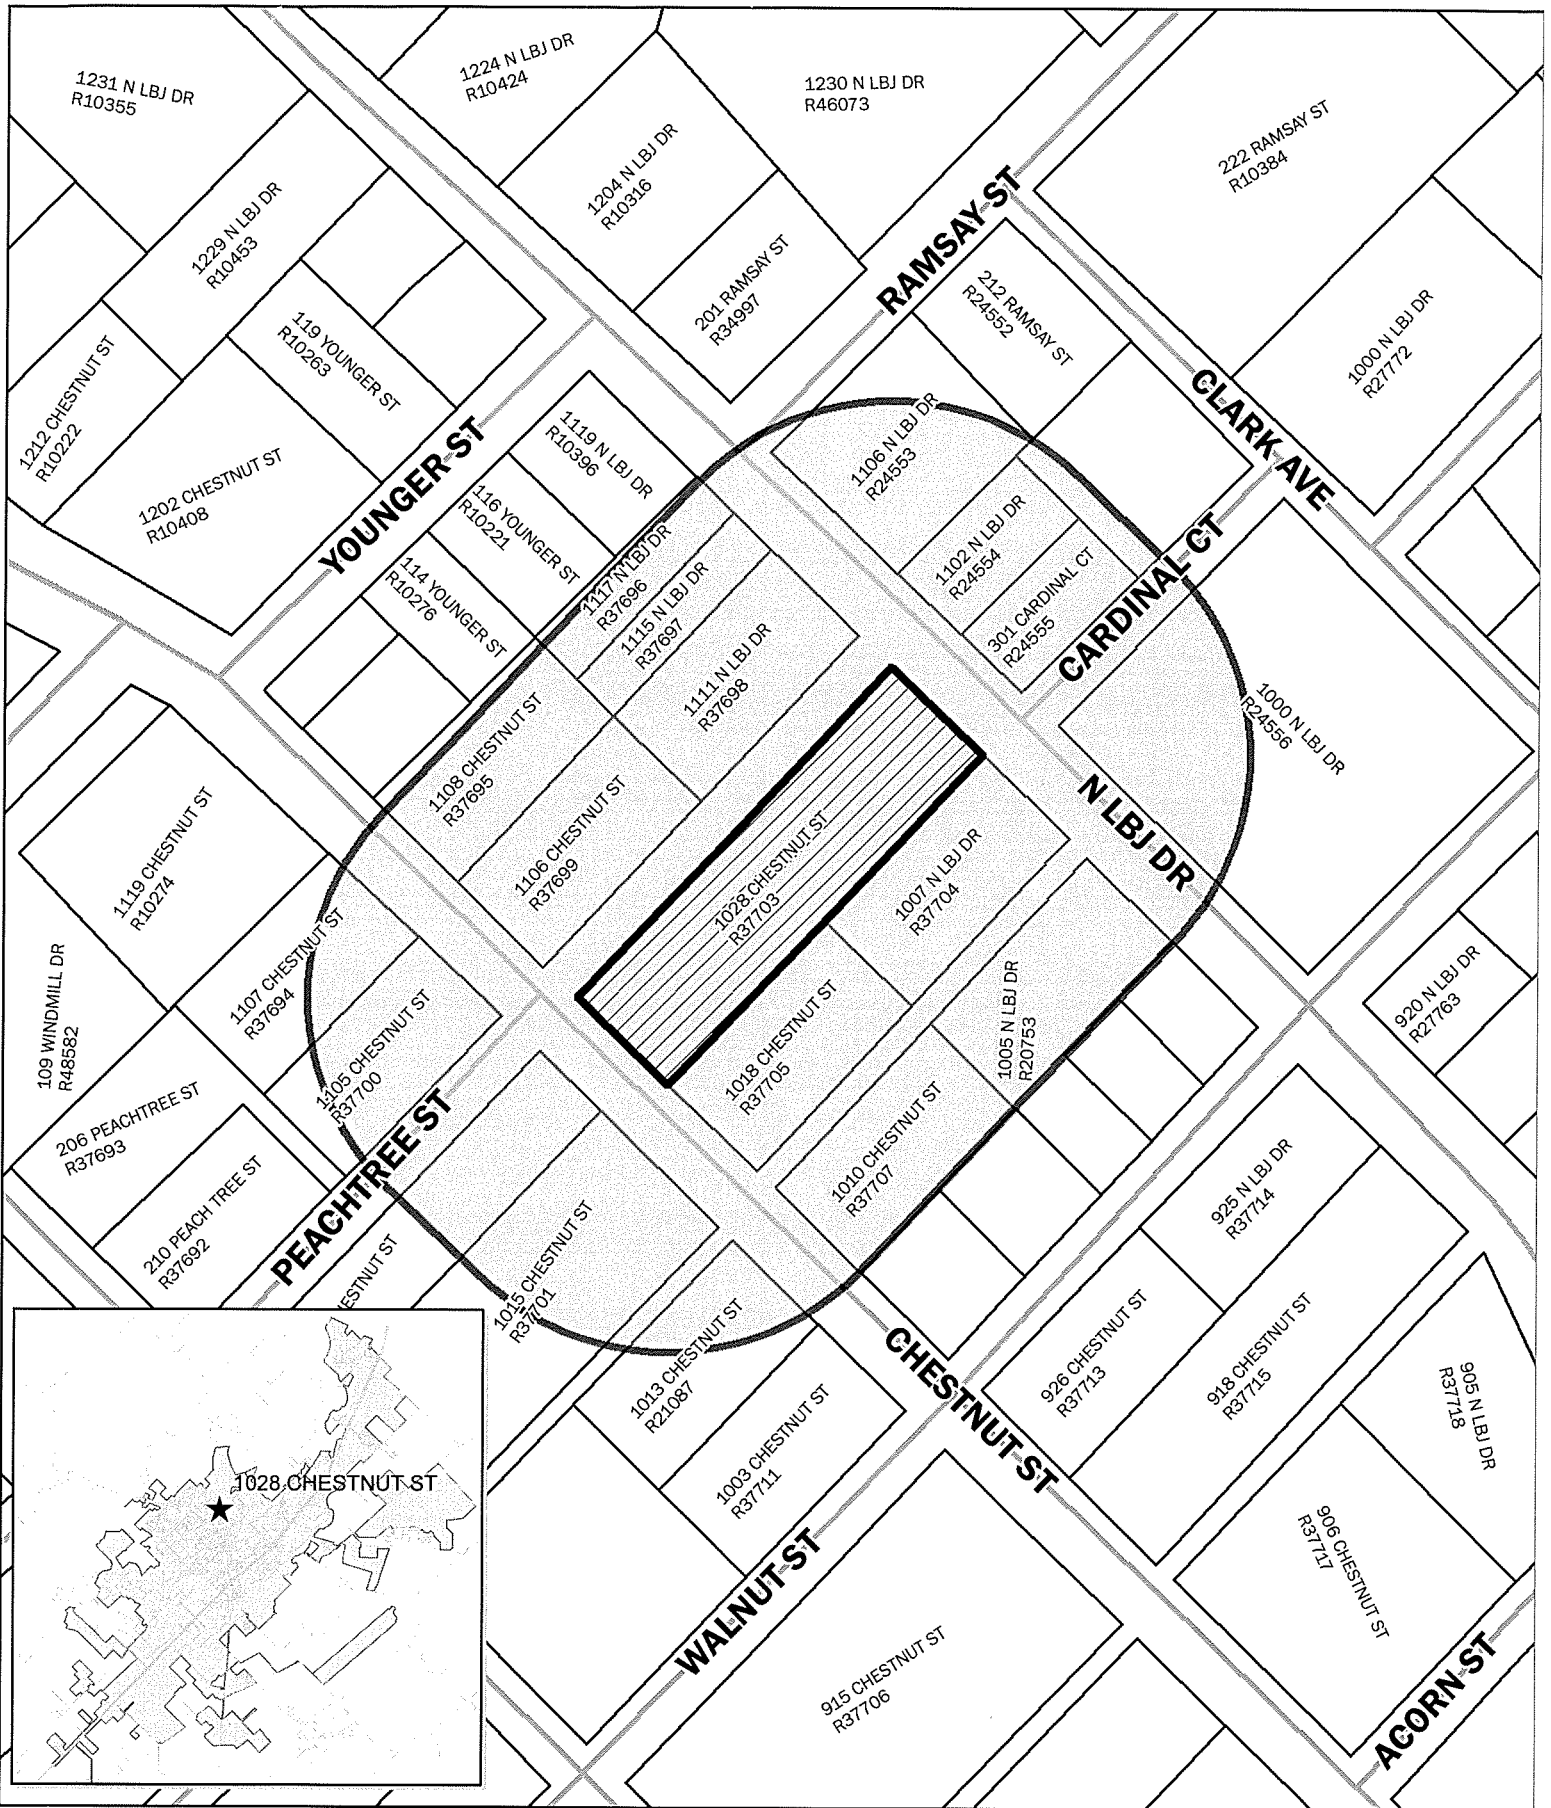 1231 N LBJ DR
R10355
1224 N LBJ DR
R10424
1230 N LBJ DR
R46073
222 RAMSAY ST
R10384
1204 N LBJ DR
R10316
1229 N LBJ DR
R10453
201 RAMSAY ST
R34997
RAMSAY ST
212 RAMSAY ST
R24552
1000 N LBJ DR
R27772
119 YOUNGER ST
R10263
1212 CHESTNUT ST
R10222
1202 CHESTNUT ST
R10408
YOUNGER ST
1119 N LBJ DR
R10396
116 YOUNGER ST
R10221
114 YOUNGER ST
R10276
1106 N LBJ DR
R24553
CLARK AVE
1102 N LBJ DR
R24554
301 CARDINAL CT
R24555
CARDINAL CT
1117 N LBJ DR
R37696
1115 N LBJ DR
R37697
1111 N LBJ DR
R37698
1000 N LBJ DR
R24556
1108 CHESTNUT ST
R37695
1106 CHESTNUT ST
R37699
1028 CHESTNUT ST
R37703
N LBJ DR
1007 N LBJ DR
R37704
1119 CHESTNUT ST
R10274
1107 CHESTNUT ST
R37694
109 WINDMILL DR
R48582
1105 CHESTNUT ST
R37700
1018 CHESTNUT ST
R37705
1005 N LBJ DR
R20753
920 N LBJ DR
R27763
206 PEACHTREE ST
R37693
210 PEACH TREE ST
R37692
PEACHTREE ST
1010 CHESTNUT ST
R37707
925 N LBJ DR
R37714
1015 CHESTNUT ST
R37701
1013 CHESTNUT ST
R21087
CHESTNUT ST
926 CHESTNUT ST
R37713
918 CHESTNUT ST
R37715
905 N LBJ DR
R37718
1003 CHESTNUT ST
R37711
1028 CHESTNUT ST
906 CHESTNUT ST
R37717
WALNUT ST
915 CHESTNUT ST
R37706
ACORN ST